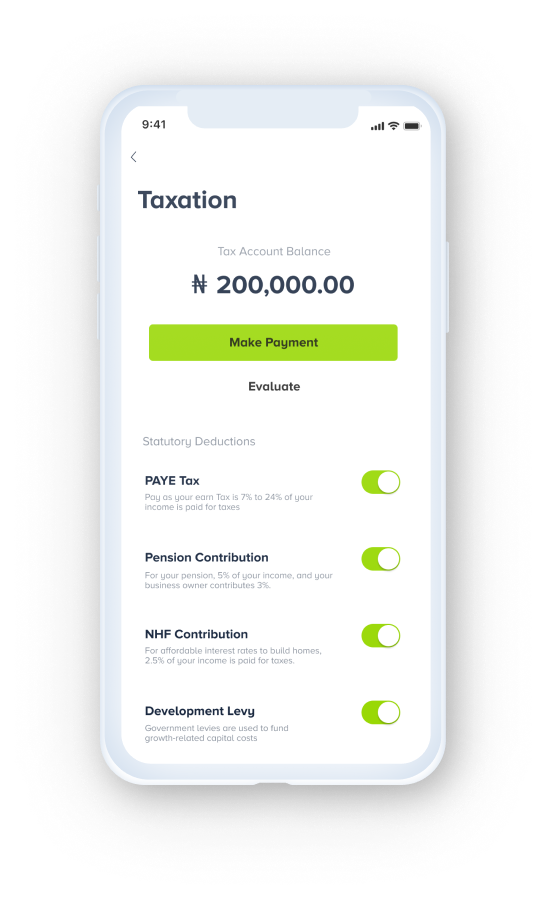 9:41
Taxation
Tax Account Balance
₦ 200,000.00
Make Payment
Evaluate
Statutory Deductions
PAYE Tax
Pay as your earn Tax is 7% to 24% of your
income is paid for taxes
Pension Contribution
For your pension, 5% of your income, and your
business owner contributes 3%.
NHF Contribution
For affordable interest rates to build homes,
2.5% of your income is paid for taxes.
Development Levy
Government levies are used to fund
growth-related capital costs